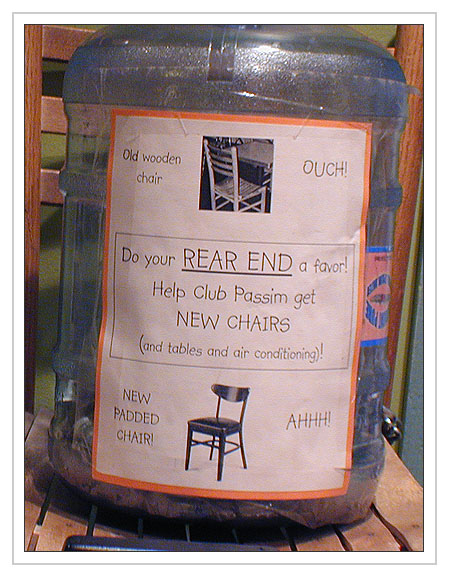 Old wooden
chair
OUCH!
Do your REAR END a favor!
Help Club Passim get
NEW CHAIRS
(and tables and air conditioning)!
NEW
PADDED
CHAIR!
AHHH!